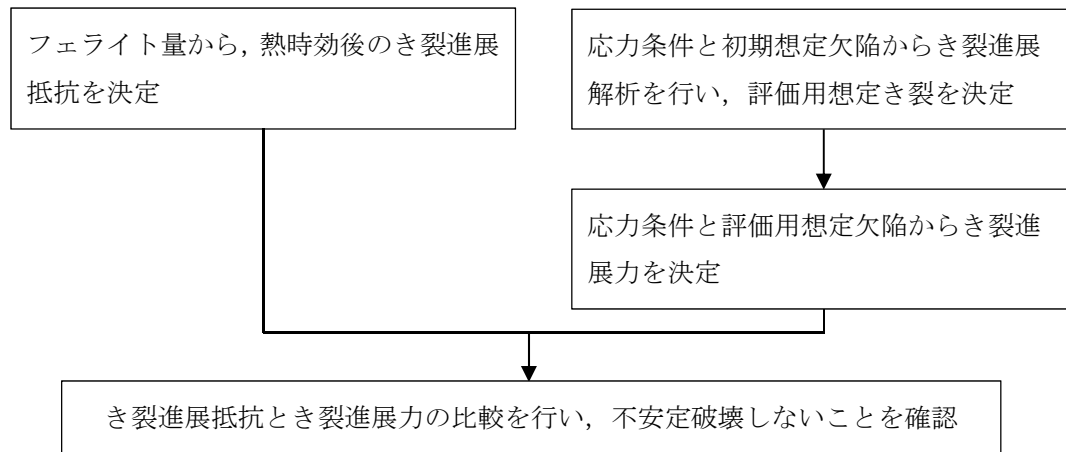 フェライト量から，熱時効後のき裂進展
抵抗を決定
応力条件と初期想定欠陥からき裂進展
解析を行い，評価用想定き裂を決定
応力条件と評価用想定欠陥からき裂進
展力を決定
き裂進展抵抗とき裂進展力の比較を行い，不安定破壊しないことを確認